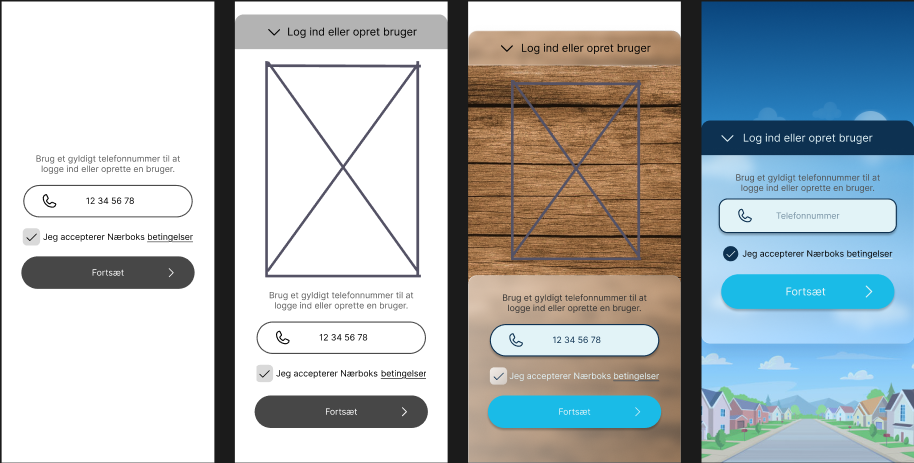 Brug et gyldigt telefonnummer til at
logge ind eller oprette en bruger.
12 34 56 78
Jeg accepterer Nærboks betingelser
Fortsæt
Log ind eller opret bruger
Brug et gyldigt telefonnummer til at
logge ind eller oprette en bruger.
12 34 56 78
Jeg accepterer Nærboks betingelser
Fortsæt
Log ind eller opret bruger
Brug et gyldigt telefonnummer til at
logge ind eller oprette en bruger.
12 34 56 78
Jeg accepterer Nærboks betingelser
Fortsæt
Log ind eller opret bruger
Brug et gyldigt telefonnummer til at
logge ind eller oprette en bruger.
Telefonnummer
Jeg accepterer Nærboks betingelser
Fortsæt